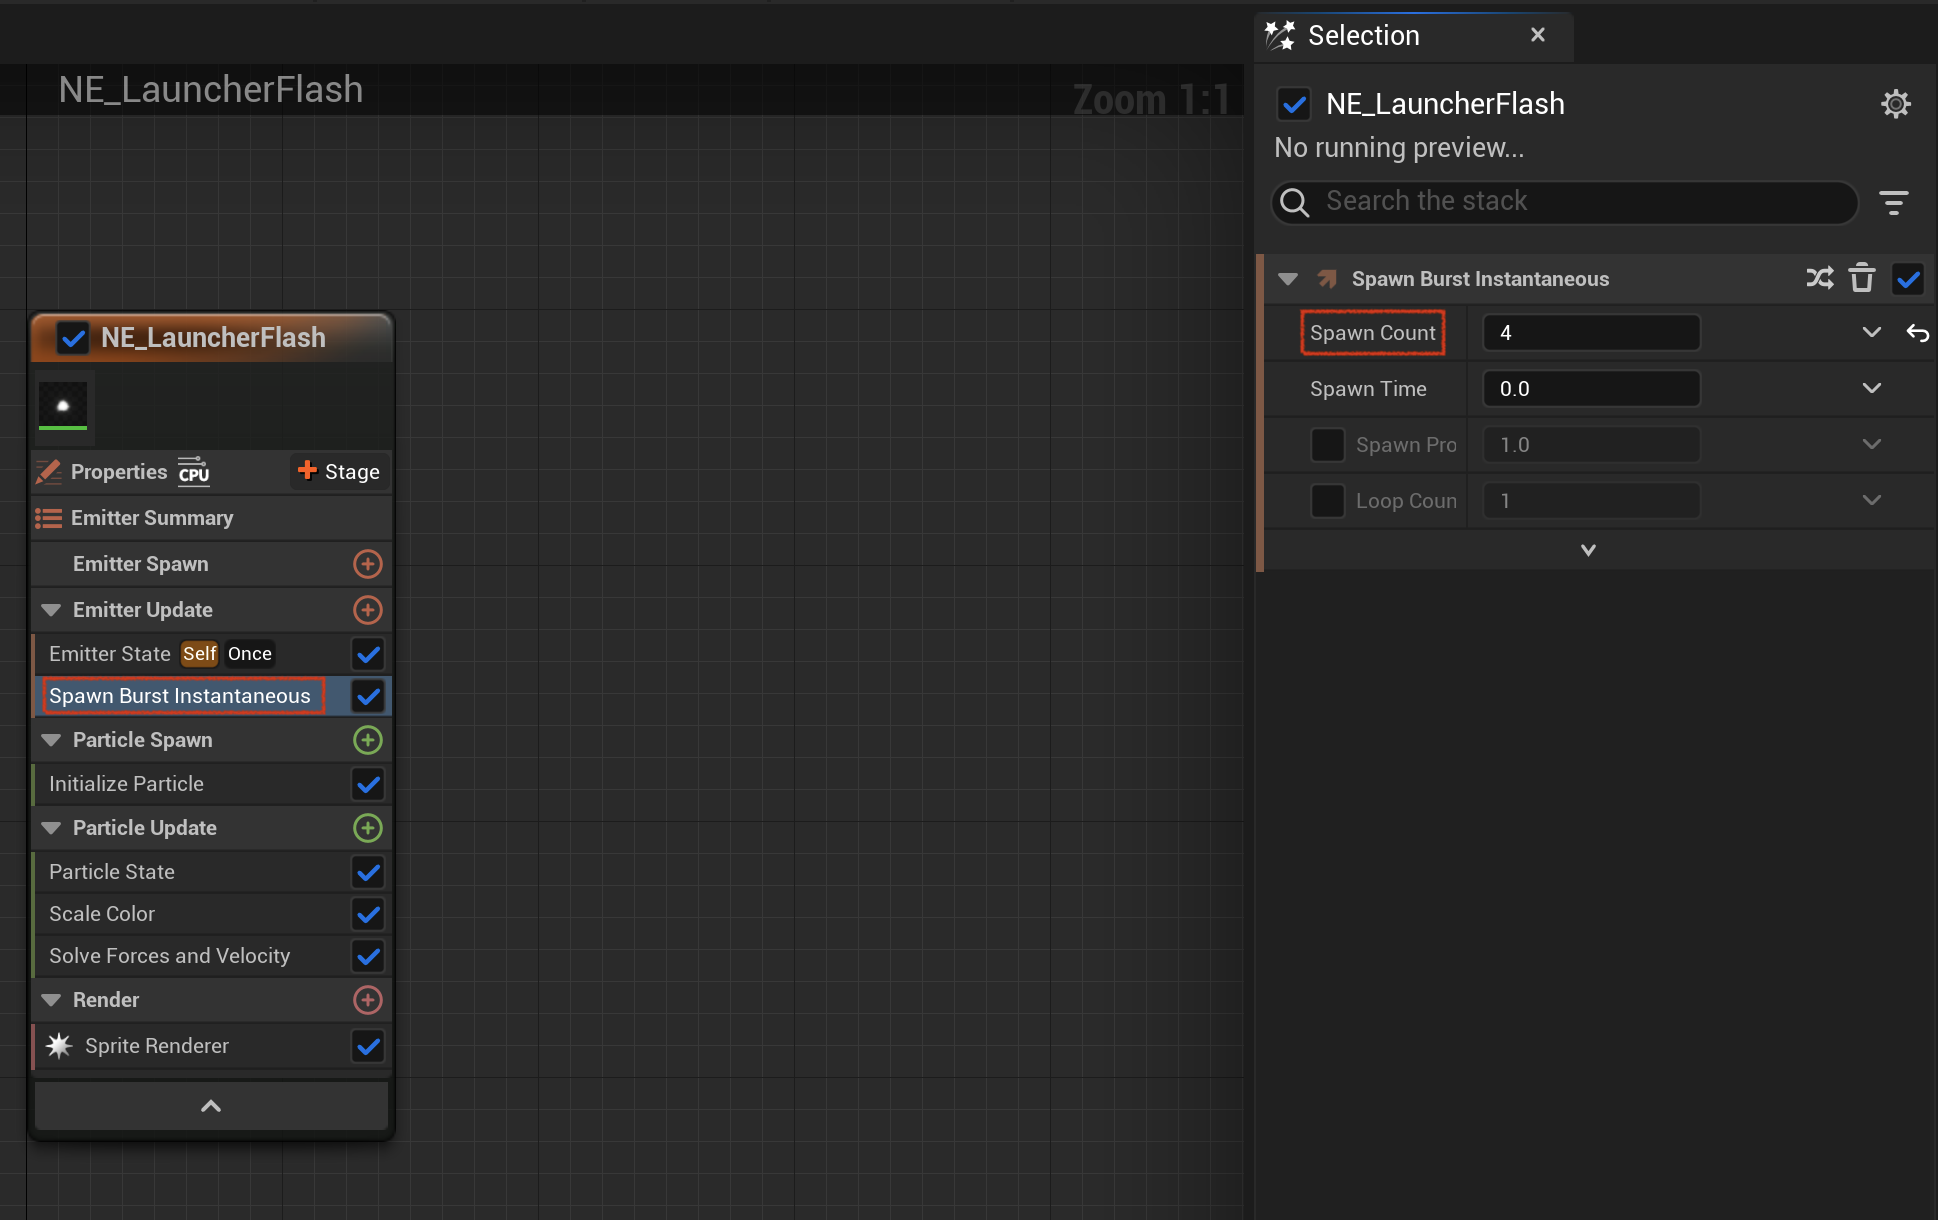 NE_LauncherFlash
Zoom 1:1
NE_LauncherFlash
Properties CPU Stage
Emitter Summary
Emitter Spawn
Emitter Update
Emitter State Self Once
Spawn Burst Instantaneous
Particle Spawn
Initialize Particle
Particle Update
Particle State
Scale Color
Solve Forces and Velocity
Render
Sprite Renderer
Selection
NE_LauncherFlash
No running preview...
Search the stack
Spawn Burst Instantaneous
Spawn Count 4
Spawn Time 0.0
Spawn Pro 1.0
Loop Coun 1